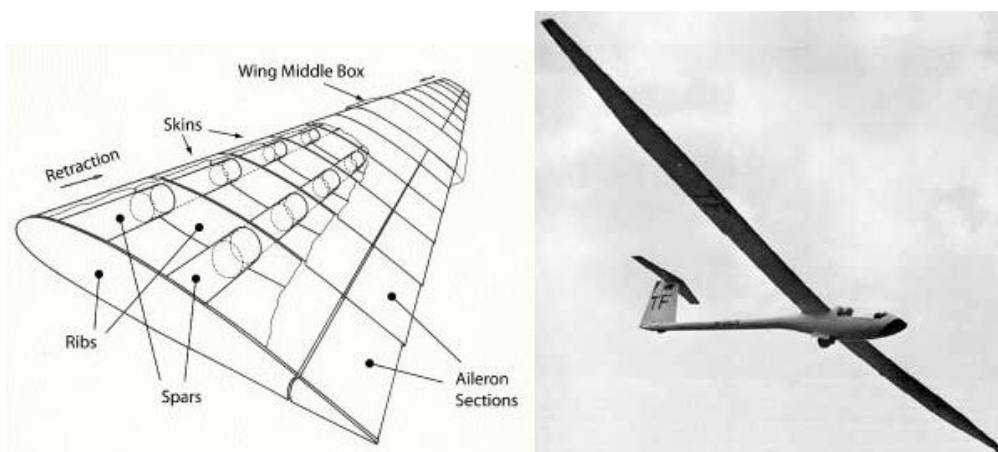 Wing Middle Box
Skins
Retraction
Ribs
Spars
Aileron
Sections
TF